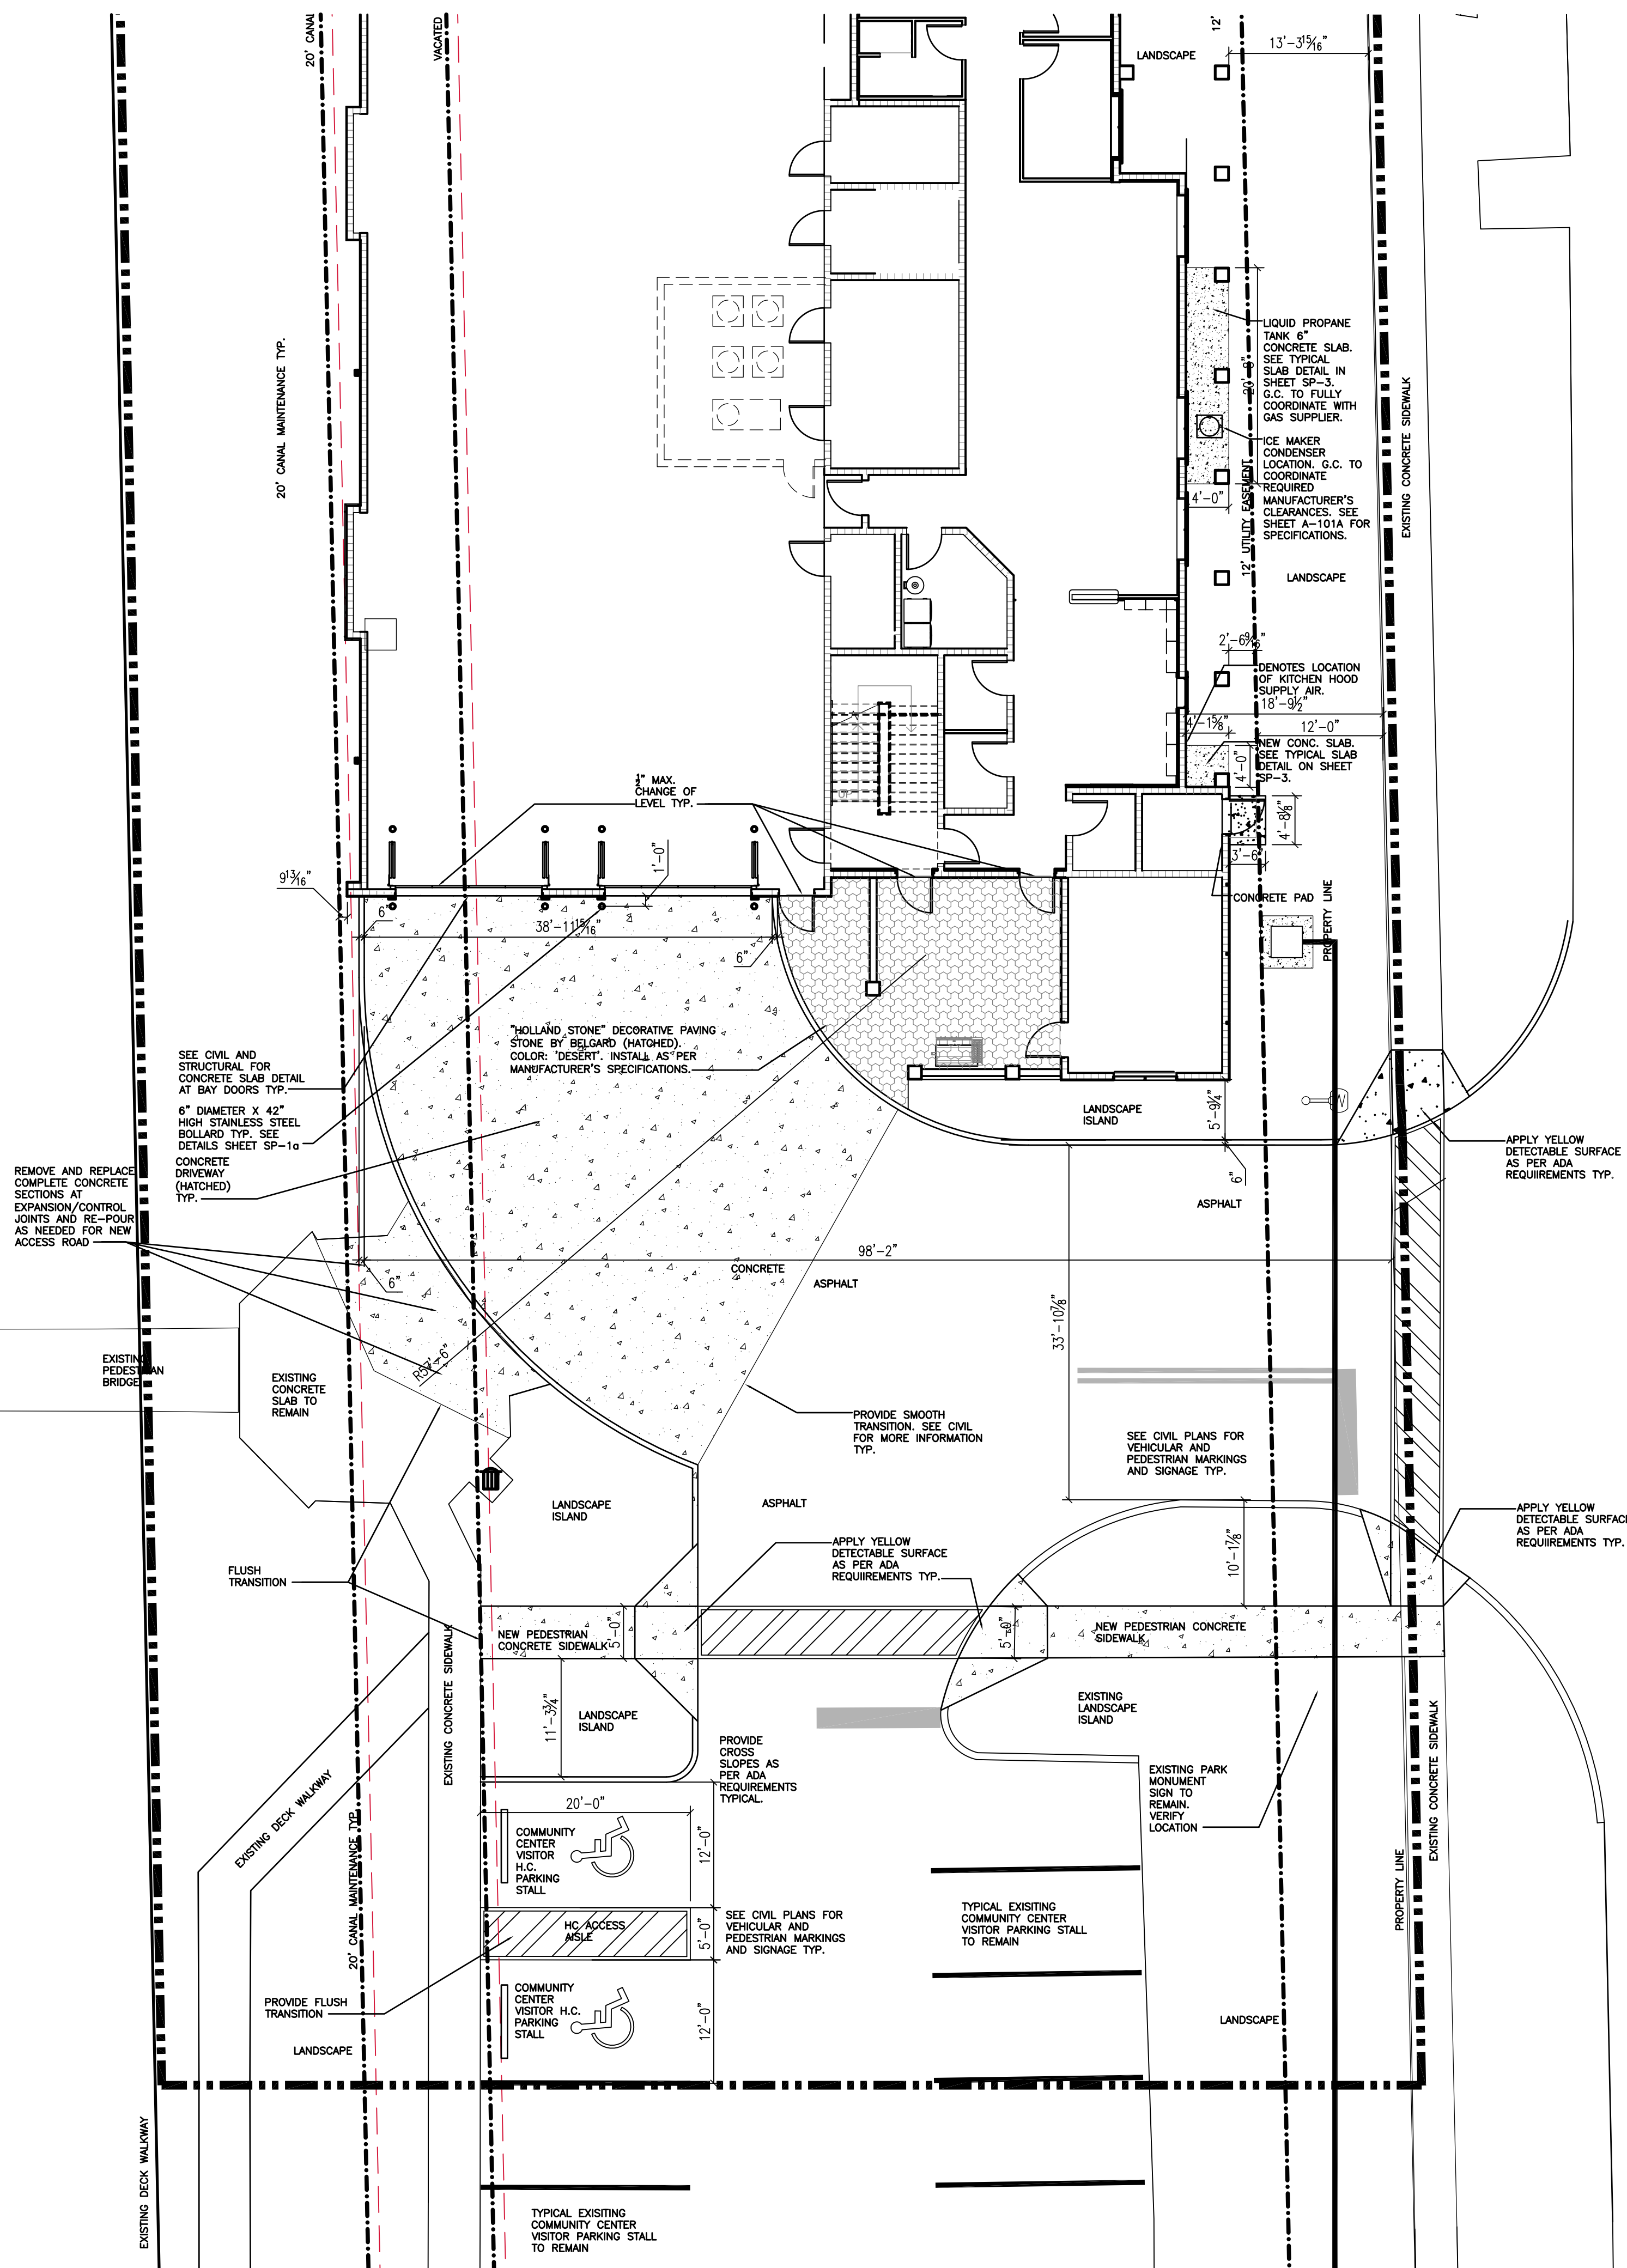 20' CANAL
VACATED
12'
LANDSCAPE
13'-3 15/16"
20' CANAL MAINTENANCE TYP.
LIQUID PROPANE
TANK 6"
CONCRETE SLAB.
SEE TYPICAL
SLAB DETAIL IN
SHEET SP-3.
G.C. TO FULLY
COORDINATE WITH
GAS SUPPLIER.
EXISTING CONCRETE SIDEWALK
ICE MAKER
CONDENSER
LOCATION. G.C. TO
COORDINATE
REQUIRED
MANUFACTURER'S
CLEARANCES. SEE
SHEET A-101A FOR
SPECIFICATIONS.
4'-0"
12' UTILITY EASEMENT
LANDSCAPE
DENOTES LOCATION
OF KITCHEN HOOD
SUPPLY AIR.
18'-9 1/2"
4'-1 5/8"
12'-0"
NEW CONC. SLAB.
SEE TYPICAL SLAB
DETAIL ON SHEET
SP-3.
4'-0"
4'-8 1/8"
3'-6"
CONCRETE PAD
PROPERTY LINE
1/2" MAX.
CHANGE OF
LEVEL TYP.
UP
1'-0"
9 13/16"
6"
38'-11 15/16"
6"
"HOLLAND STONE" DECORATIVE PAVING
STONE BY BELGARD (HATCHED).
COLOR: 'DESERT'. INSTALL AS PER
MANUFACTURER'S SPECIFICATIONS.
SEE CIVIL AND
STRUCTURAL FOR
CONCRETE SLAB DETAIL
AT BAY DOORS TYP.
6" DIAMETER X 42"
HIGH STAINLESS STEEL
BOLLARD TYP. SEE
DETAILS SHEET SP-1a
CONCRETE
DRIVEWAY
(HATCHED)
TYP.
REMOVE AND REPLACE
COMPLETE CONCRETE
SECTIONS AT
EXPANSION/CONTROL
JOINTS AND RE-POUR
AS NEEDED FOR NEW
ACCESS ROAD
LANDSCAPE
ISLAND
5'-9 1/4"
6"
W
APPLY YELLOW
DETECTABLE SURFACE
AS PER ADA
REQUIIREMENTS TYP.
ASPHALT
98'-2"
6"
CONCRETE
ASPHALT
33'-10 7/8"
R57'-6"
EXISTING
PEDESTRIAN
BRIDGE
EXISTING
CONCRETE
SLAB TO
REMAIN
PROVIDE SMOOTH
TRANSITION. SEE CIVIL
FOR MORE INFORMATION
TYP.
SEE CIVIL PLANS FOR
VEHICULAR AND
PEDESTRIAN MARKINGS
AND SIGNAGE TYP.
LANDSCAPE
ISLAND
ASPHALT
APPLY YELLOW
DETECTABLE SURFACE
AS PER ADA
REQUIIREMENTS TYP.
APPLY YELLOW
DETECTABLE SURFACE
AS PER ADA
REQUIIREMENTS TYP.
10'-1 7/8"
FLUSH
TRANSITION
NEW PEDESTRIAN
CONCRETE SIDEWALK
5'-0"
5'-0"
NEW PEDESTRIAN CONCRETE
SIDEWALK
EXISTING CONCRETE SIDEWALK
11'-3 3/4"
LANDSCAPE
ISLAND
EXISTING
LANDSCAPE
ISLAND
PROVIDE
CROSS
SLOPES AS
PER ADA
REQUIREMENTS
TYPICAL.
EXISTING PARK
MONUMENT
SIGN TO
REMAIN.
VERIFY
LOCATION
EXISTING DECK WALKWAY
20'-0"
COMMUNITY
CENTER
VISITOR
H.C.
PARKING
STALL
12'-0"
20' CANAL MAINTENANCE TYP.
PROPERTY LINE
EXISTING CONCRETE SIDEWALK
HC ACCESS
AISLE
5'-0"
SEE CIVIL PLANS FOR
VEHICULAR AND
PEDESTRIAN MARKINGS
AND SIGNAGE TYP.
TYPICAL EXISITING
COMMUNITY CENTER
VISITOR PARKING STALL
TO REMAIN
PROVIDE FLUSH
TRANSITION
COMMUNITY
CENTER
VISITOR H.C.
PARKING
STALL
12'-0"
LANDSCAPE
LANDSCAPE
EXISTING DECK WALKWAY
TYPICAL EXISITING
COMMUNITY CENTER
VISITOR PARKING STALL
TO REMAIN